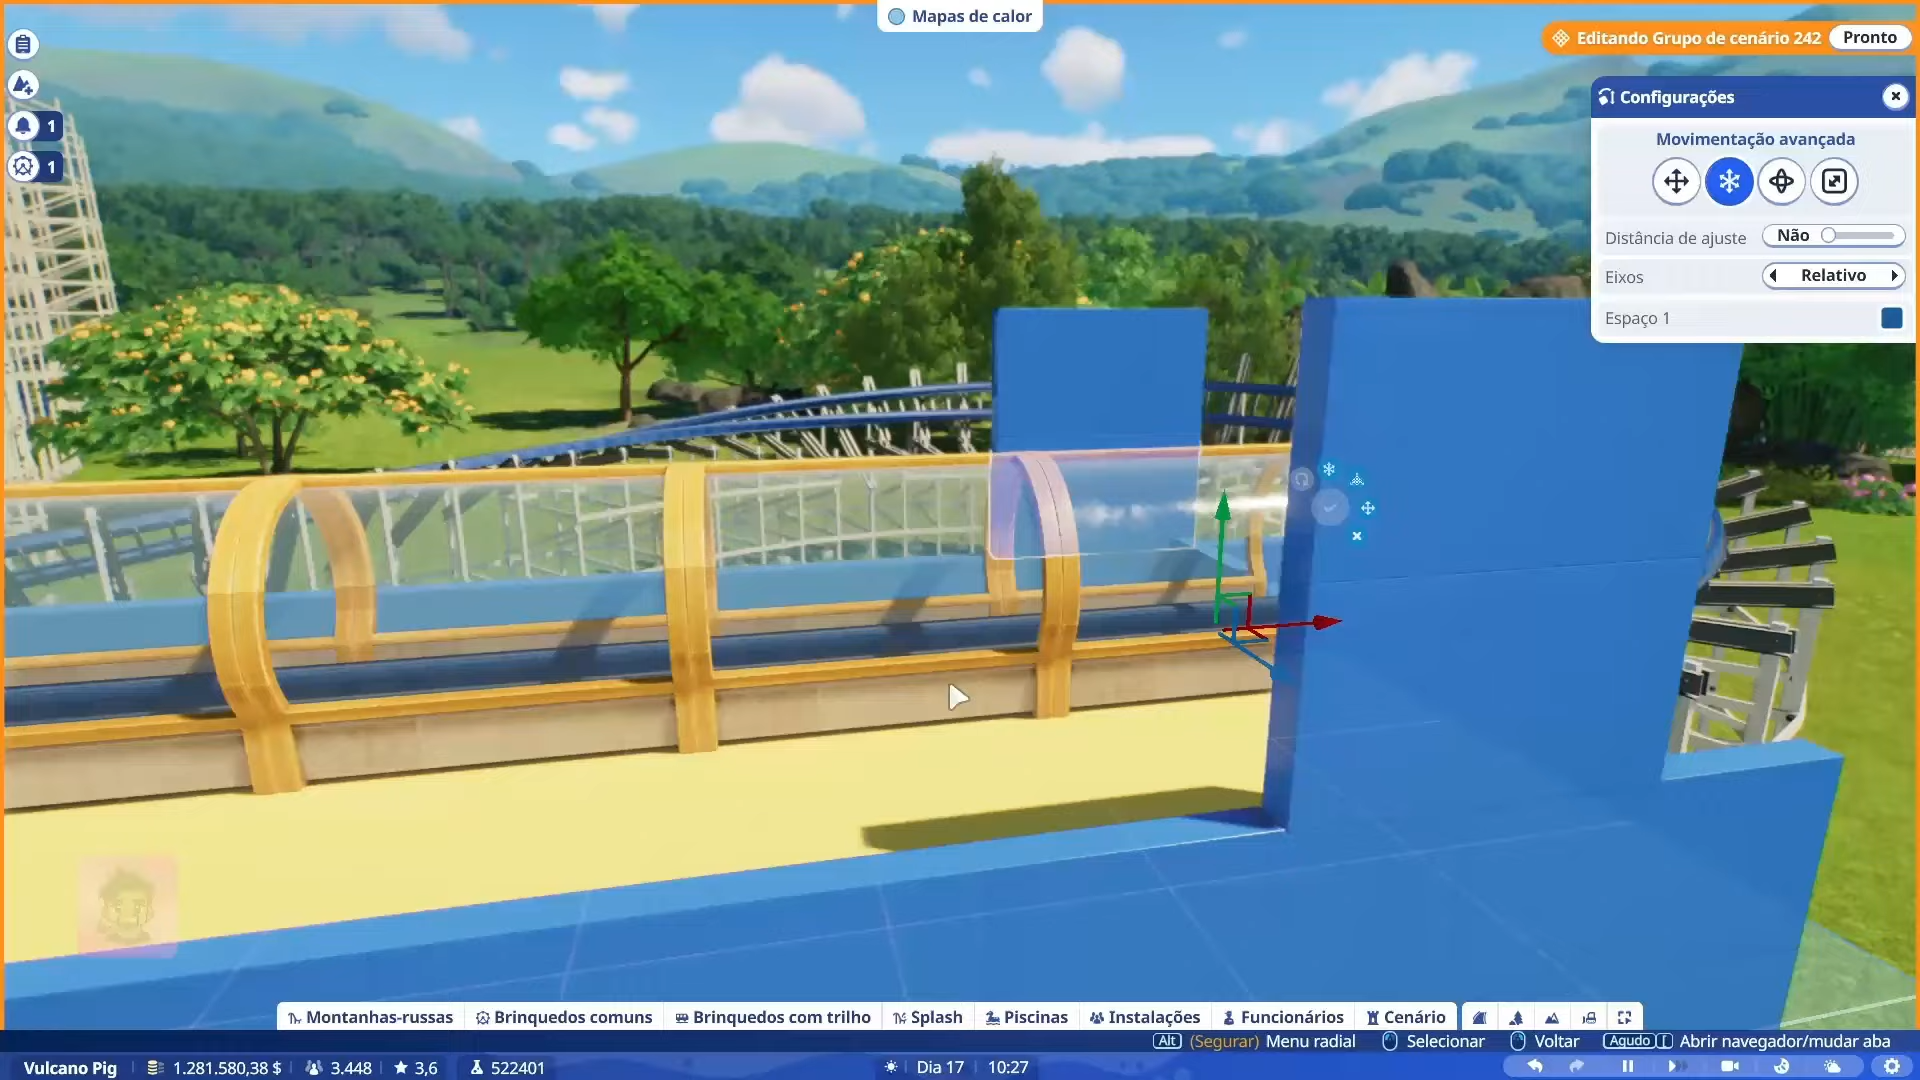 Mapas de calor
Editando Grupo de cenário 242
Pronto
1
1
Configurações
Movimentação avançada
Distância de ajuste
Não
Eixos
Relativo
Espaço 1
Montanhas-russas
Brinquedos comuns
Brinquedos com trilho
Splash
Piscinas
Instalações
Funcionários
Cenário
Alt (Segurar) Menu radial
Selecionar
Voltar
Agudo [ Abrir navegador/mudar aba
Vulcano Pig
1.281.580,38 $
3.448
3,6
522401
Dia 17
10:27